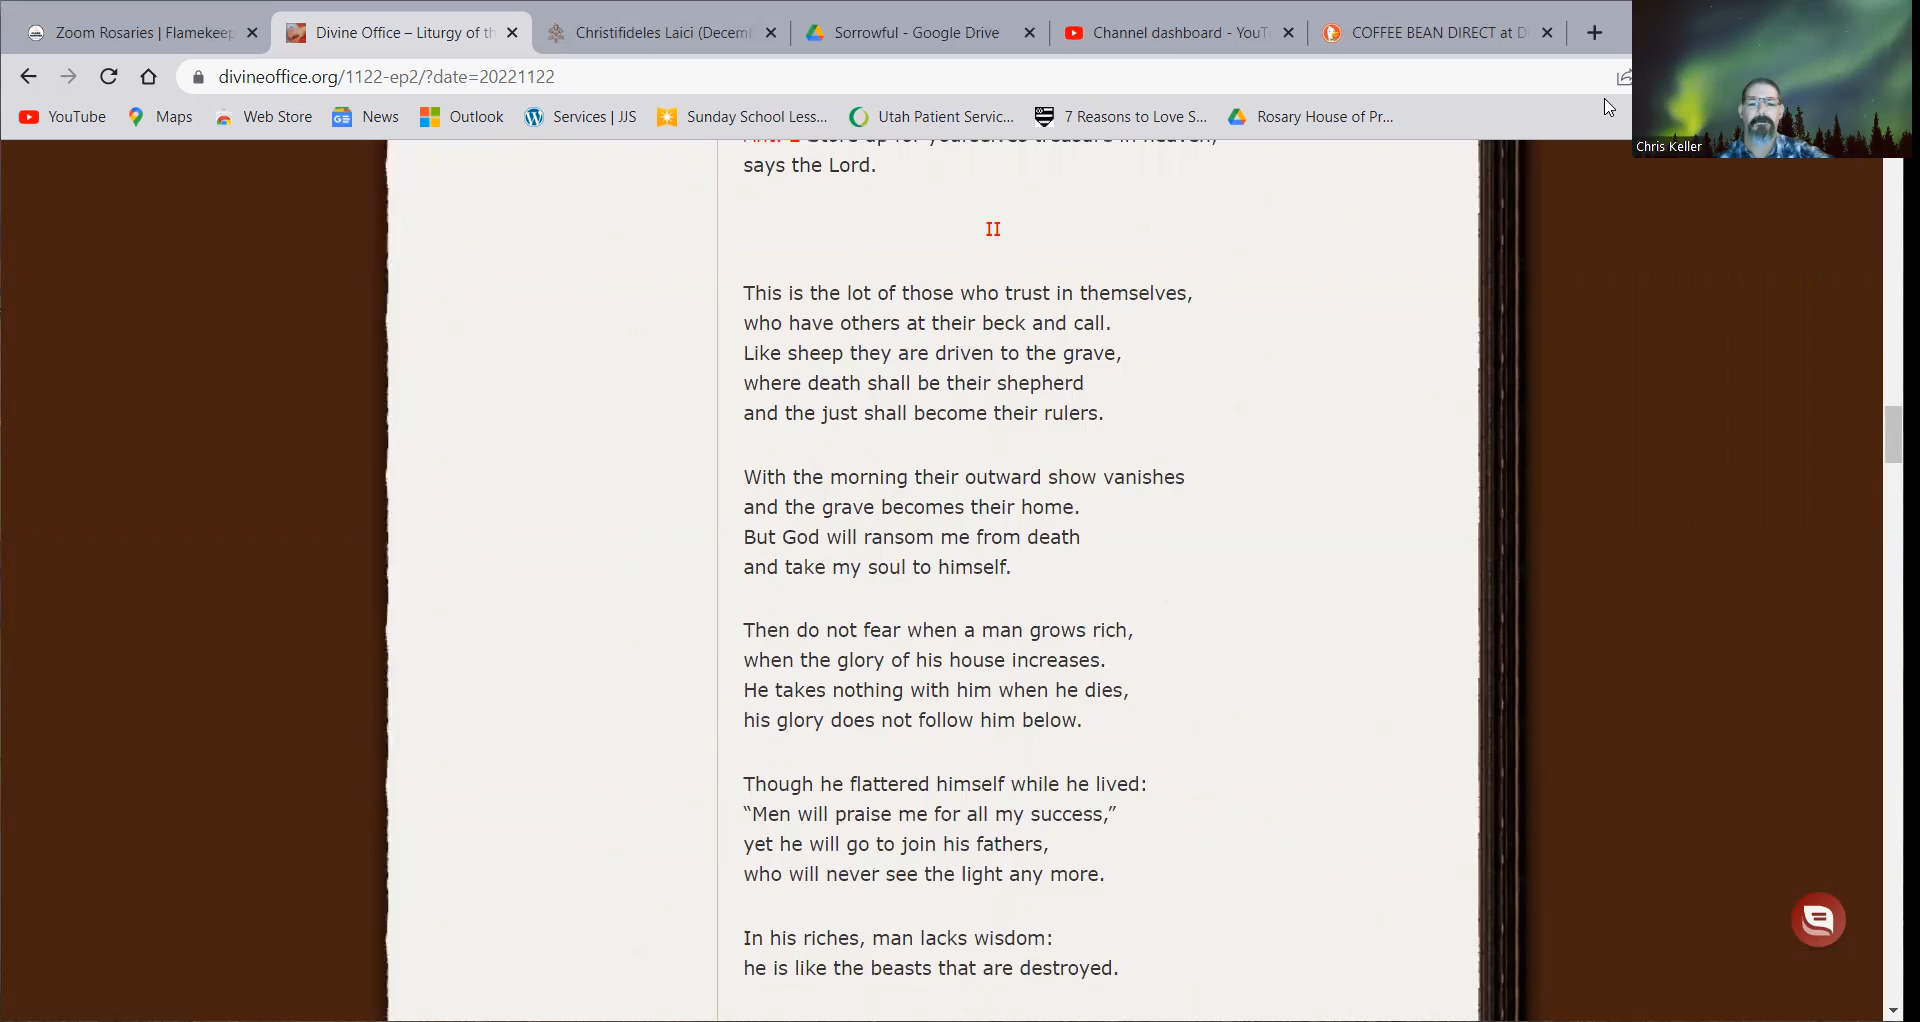 Zoom Rosaries | Flamekeep
Divine Office – Liturgy of th
Christifideles Laici (Decem
Sorrowful - Google Drive
Channel dashboard - YouT
COFFEE BEAN DIRECT at D
divineoffice.org/1122-ep2/?date=20221122
YouTube
Maps
Web Store
News
Outlook
Services | JJS
Sunday School Less...
Utah Patient Servic...
7 Reasons to Love S...
Rosary House of Pr...
Chris Keller
Ant. 2 Store up for yourselves treasure in heaven,
says the Lord.
II
This is the lot of those who trust in themselves,
who have others at their beck and call.
Like sheep they are driven to the grave,
where death shall be their shepherd
and the just shall become their rulers.
With the morning their outward show vanishes
and the grave becomes their home.
But God will ransom me from death
and take my soul to himself.
Then do not fear when a man grows rich,
when the glory of his house increases.
He takes nothing with him when he dies,
his glory does not follow him below.
Though he flattered himself while he lived:
“Men will praise me for all my success,”
yet he will go to join his fathers,
who will never see the light any more.
In his riches, man lacks wisdom:
he is like the beasts that are destroyed.